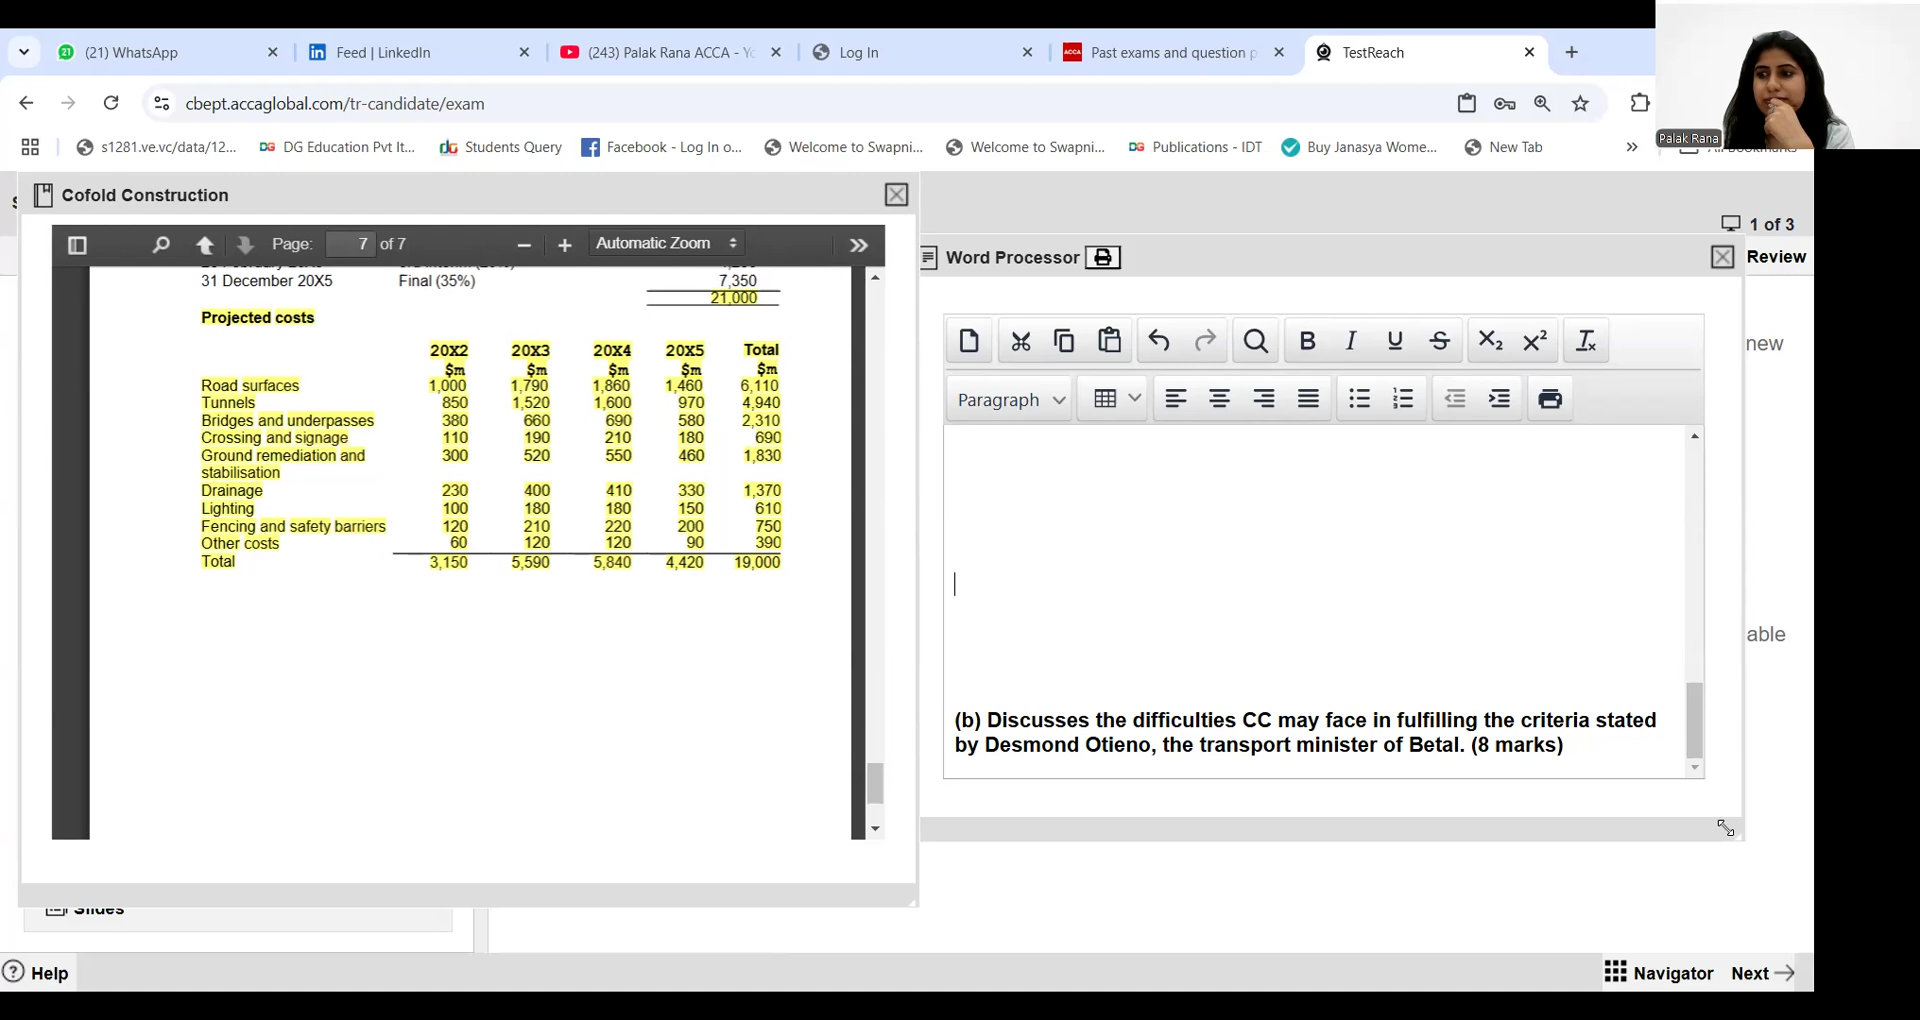 (21) WhatsApp
Feed | LinkedIn
(243) Palak Rana ACCA - Yo
Log In
Past exams and question p
TestReach
cbept.accaglobal.com/tr-candidate/exam
Palak Rana
s1281.ve.vc/data/12...
DG Education Pvt It...
Students Query
Facebook - Log In o...
Welcome to Swapni...
Welcome to Swapni...
Publications - IDT
Buy Janasya Wome...
New Tab
All Bookmarks
Cofold Construction
1 of 3
Page: 7 of 7
Automatic Zoom
Word Processor
Review
31 December 20X5 Final (35%) 7,350
21,000
Projected costs
20X2 20X3 20X4 20X5 Total
$m $m $m $m $m
Road surfaces 1,000 1,790 1,860 1,460 6,110
Tunnels 850 1,520 1,600 970 4,940
Bridges and underpasses 380 660 690 580 2,310
Crossing and signage 110 190 210 180 690
Ground remediation and 300 520 550 460 1,830
stabilisation
Drainage 230 400 410 330 1,370
Lighting 100 180 180 150 610
Fencing and safety barriers 120 210 220 200 750
Other costs 60 120 120 90 390
Total 3,150 5,590 5,840 4,420 19,000
new
Paragraph
able
(b) Discusses the difficulties CC may face in fulfilling the criteria stated
by Desmond Otieno, the transport minister of Betal. (8 marks)
Slides
Help
Navigator
Next